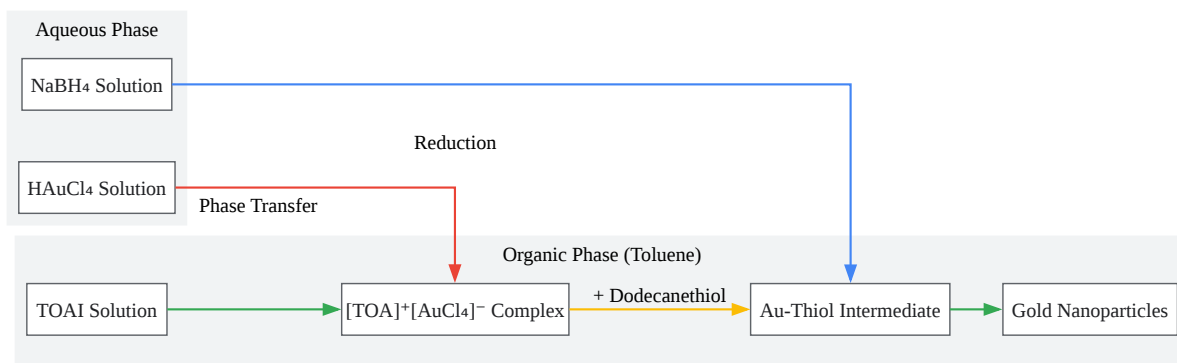 Aqueous Phase
NaBH₄ Solution
Reduction
HAuCl₄ Solution
Phase Transfer
Organic Phase (Toluene)
+ Dodecanethiol
TOAI Solution
[TOA]⁺[AuCl₄]⁻ Complex
Au-Thiol Intermediate
Gold Nanoparticles